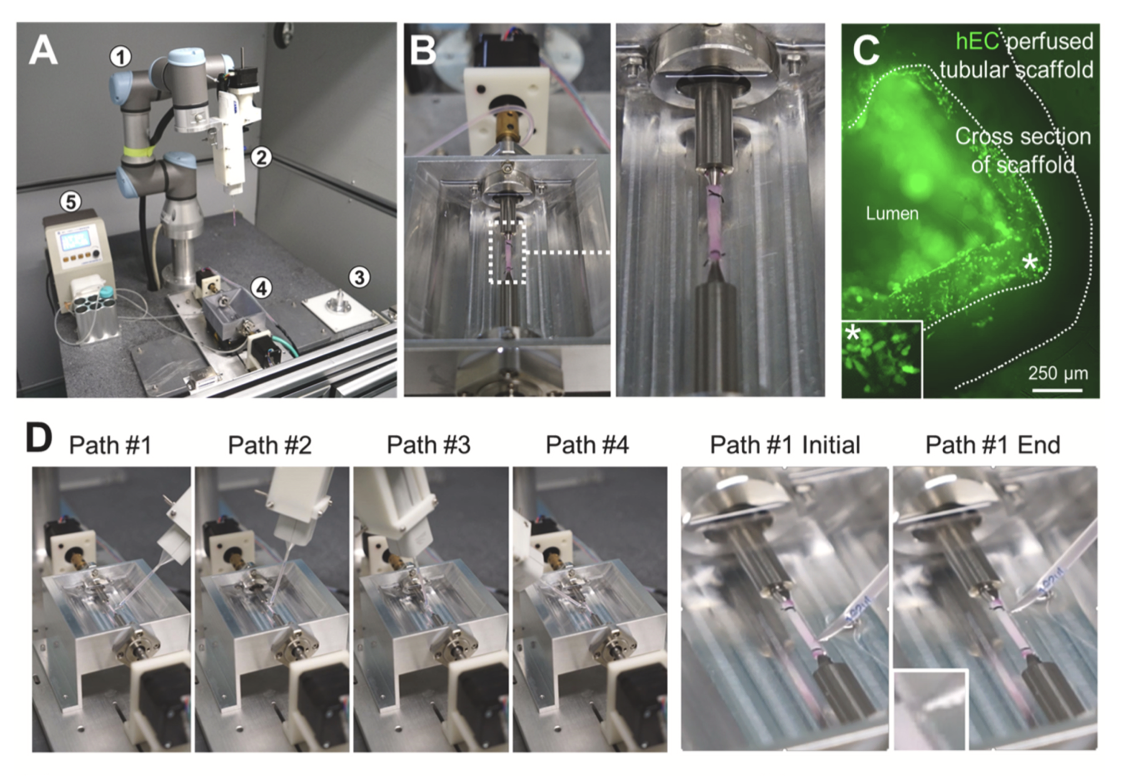 A
1
2
3
4
5
B
C
hEC perfused
tubular scaffold
Cross section
of scaffold
Lumen
*
*
250 µm
D
Path #1
Path #2
Path #3
Path #4
Path #1 Initial
Path #1 End